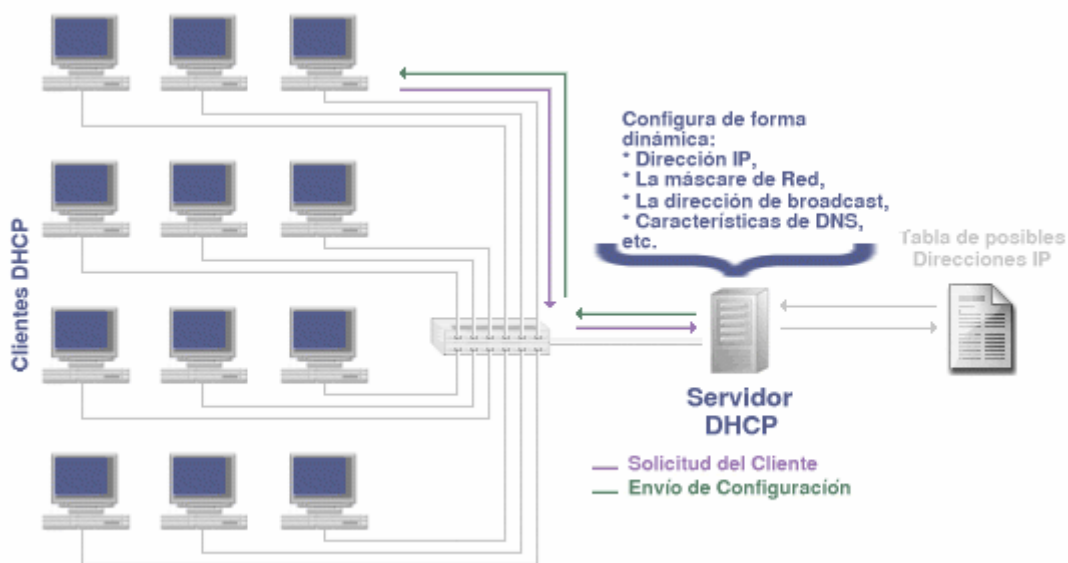 Clientes DHCP
Configura de forma
dinámica:
* Dirección IP,
* La máscare de Red,
* La dirección de broadcast,
* Características de DNS,
etc.
Tabla de posibles
Direcciones IP
Servidor
DHCP
Solicitud del Cliente
Envío de Configuración